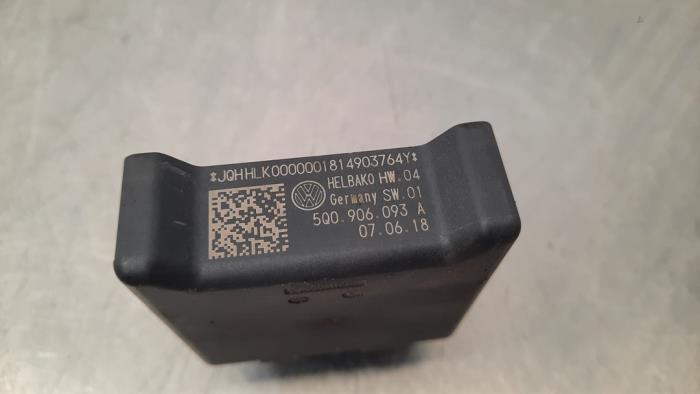 *JQHHLK0000001814903764Y*
HELBAKO HW.04
Germany SW.01
5Q0.906.093 A
07.06.18